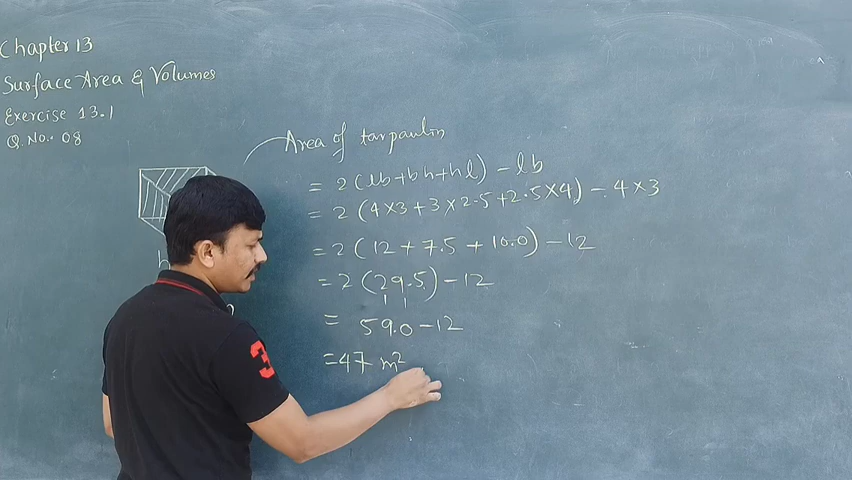 Chapter 13
Surface Area & Volumes
Exercise 13.1
Q. No. 08
Area of tarpaulin
= 2(lb+bh+hl) - lb
= 2 (4×3+3×2.5+2.5×4) - 4×3
= 2 (12 + 7.5 + 10.0) - 12
= 2 (29.5) - 12
= 59.0 - 12
= 47 m²
h
3